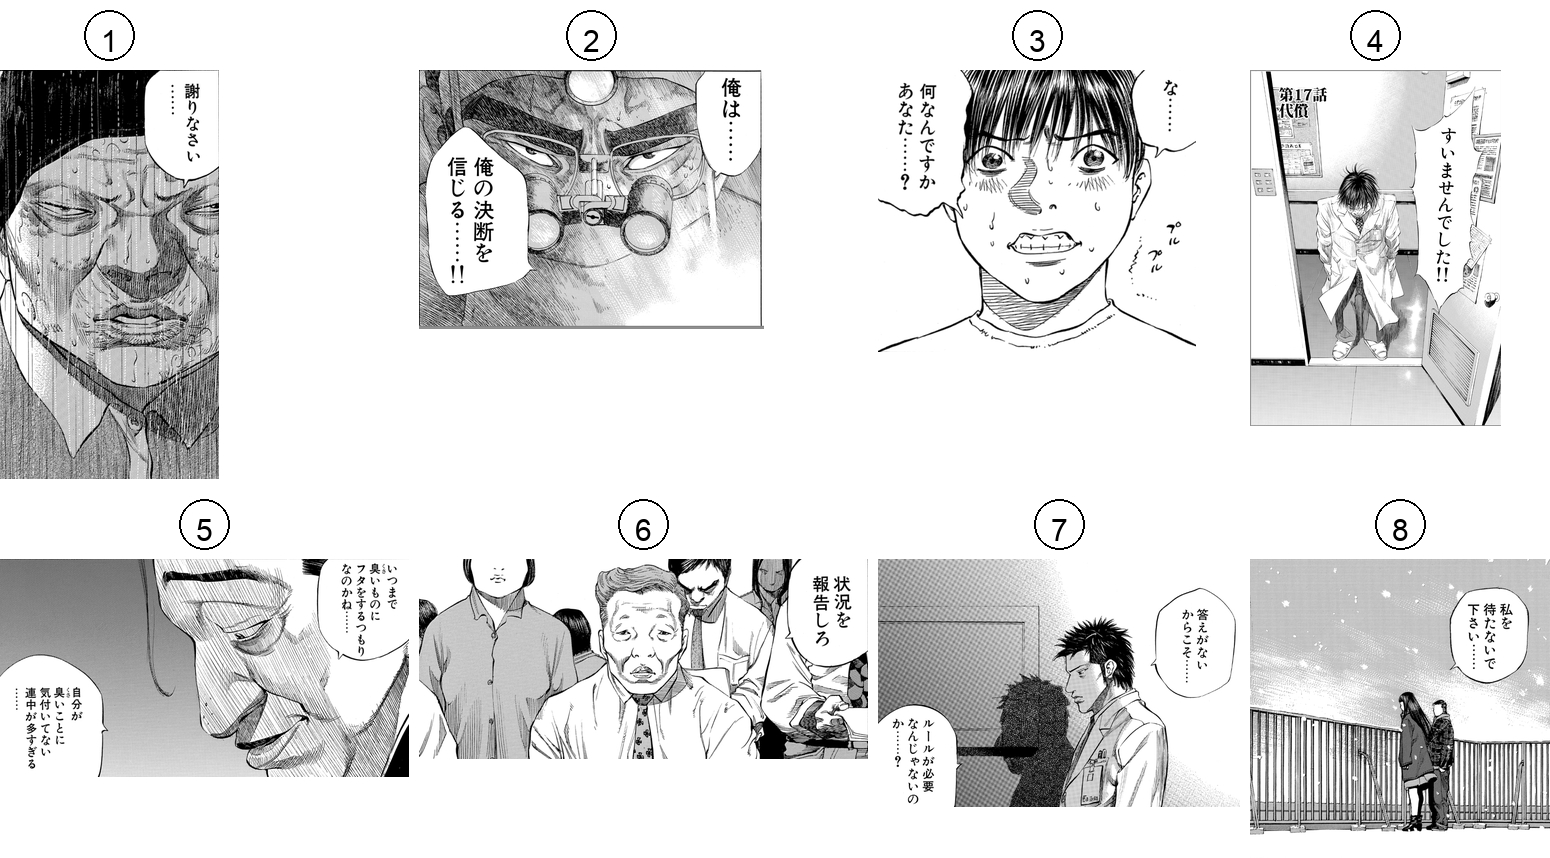 1
謝りなさい
……
2
俺は……
俺の決断を
信じる……!!
3
な……
何なんですか
あなた……?
プル
プル
4
第17話
代償
すいませんでした!!
5
いつまで
臭いものに
フタをするつもり
なのかね……
自分が
臭いことに
気付いてない
連中が多すぎる
……
6
状況を
報告しろ
7
答えがない
からこそ……
ルールが必要
なんじゃないの
か……?
8
私を
待たないで
下さい……